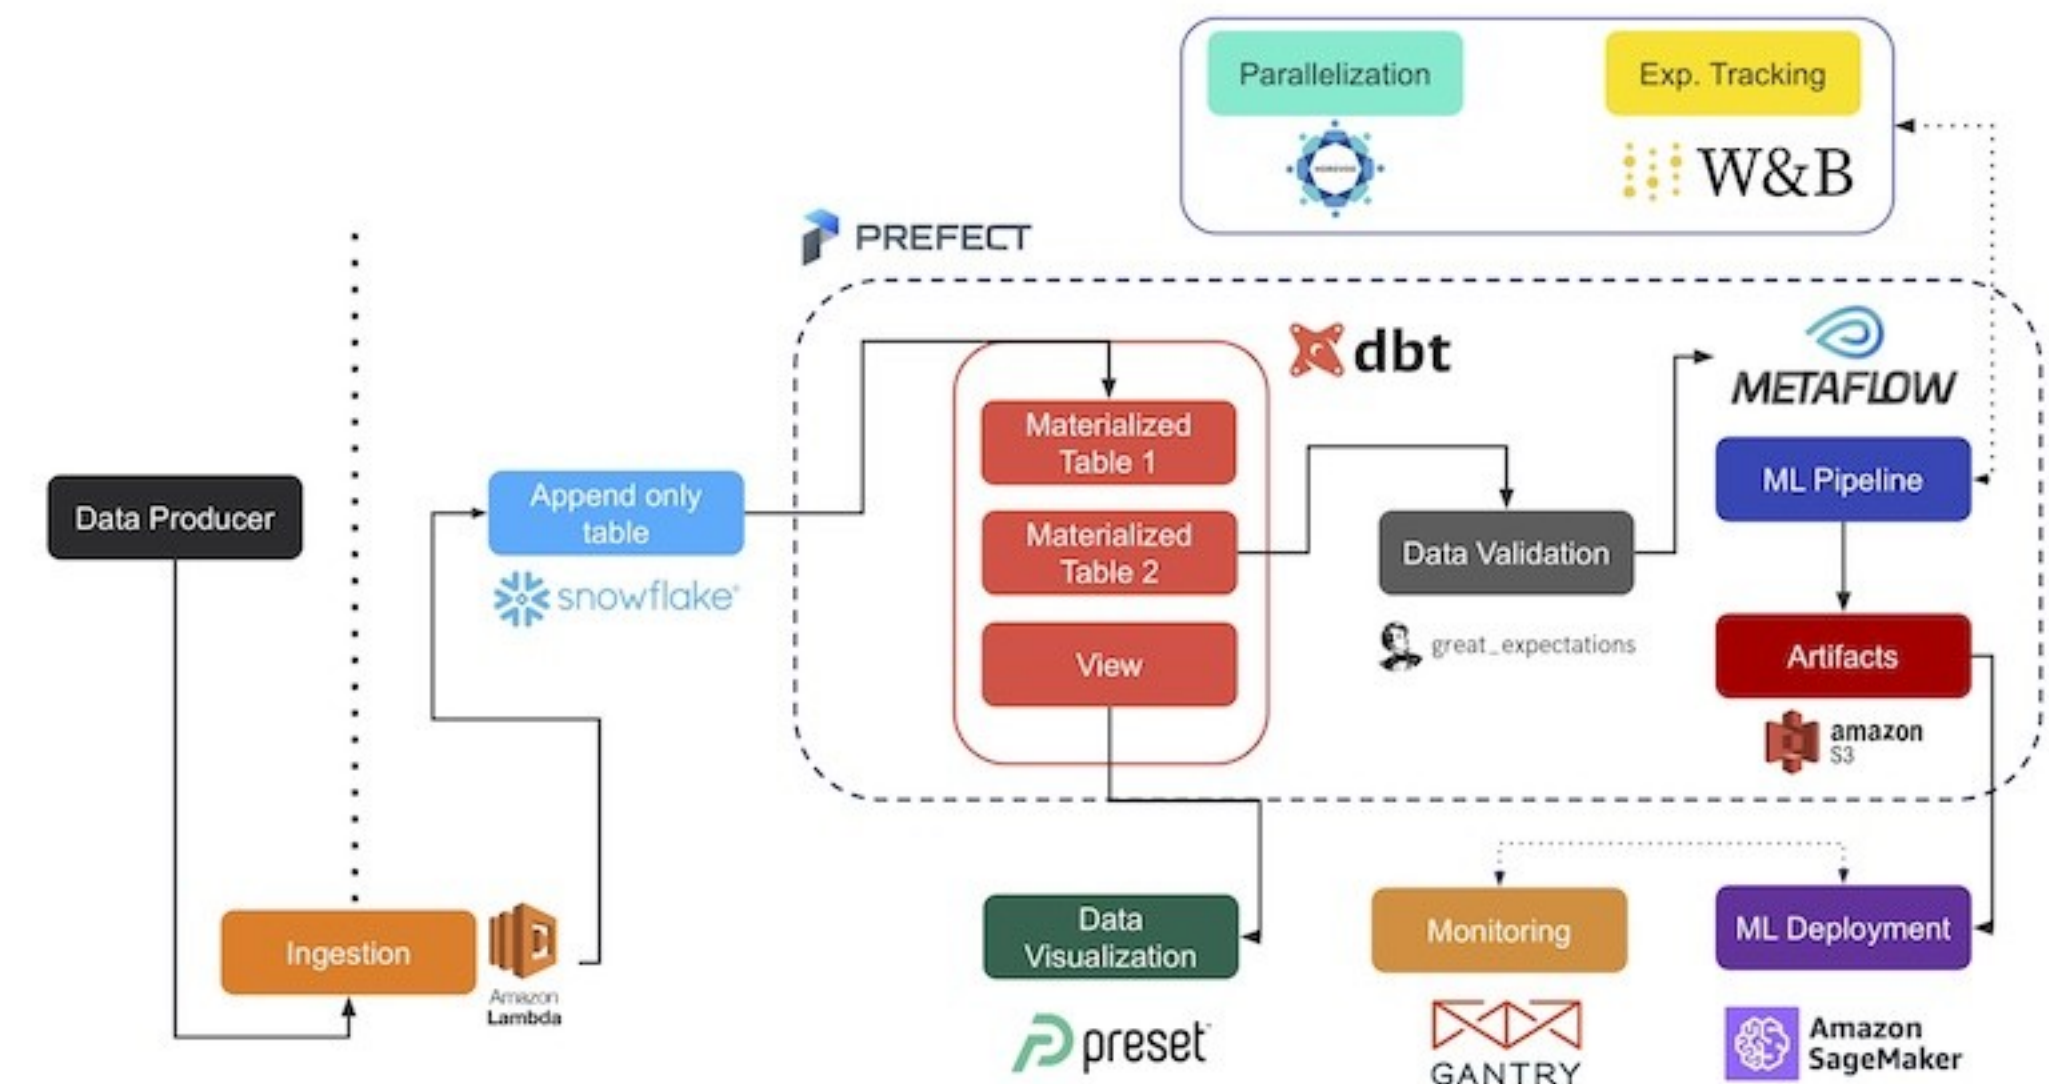 Parallelization
Exp. Tracking
HOROVOD
W&B
PREFECT
dbt
METAFLOW
Materialized
Table 1
ML Pipeline
Data Producer
Append only
table
Materialized
Table 2
Data Validation
snowflake
great_expectations
View
Artifacts
amazon
S3
Ingestion
Amazon
Lambda
Data
Visualization
Monitoring
ML Deployment
preset
GANTRY
Amazon
SageMaker